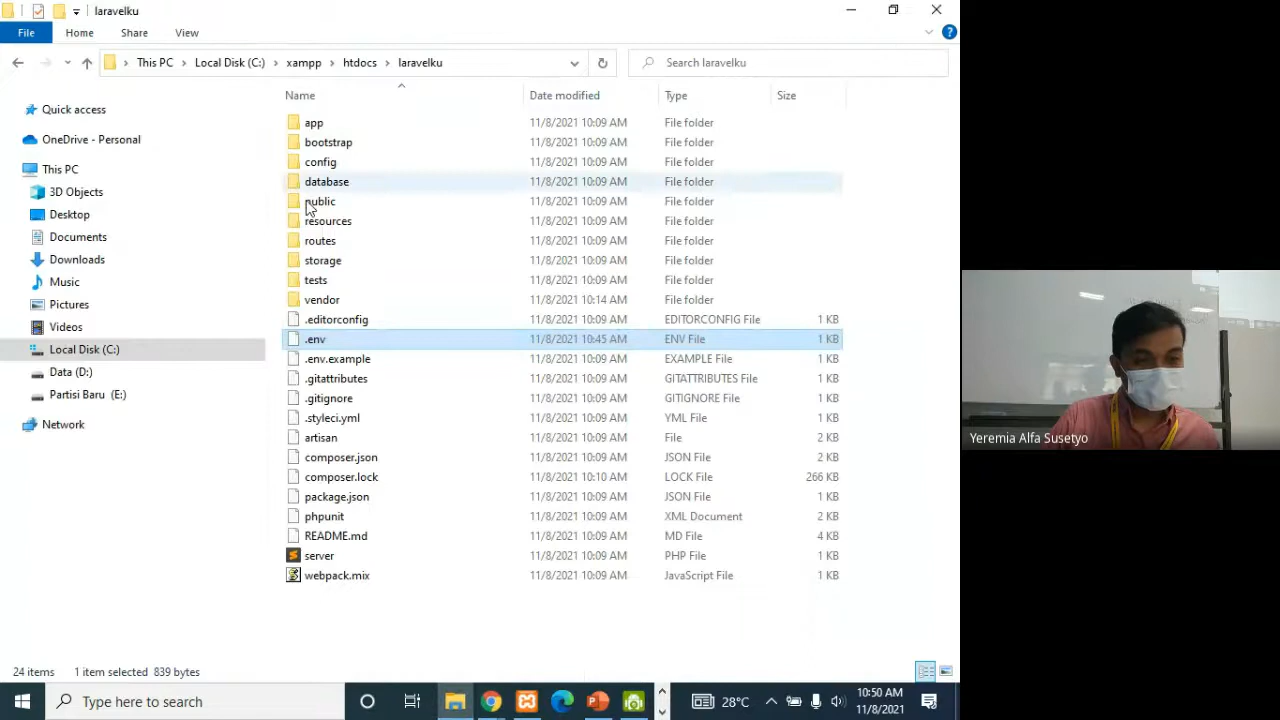 laravelku
File Home Share View
This PC Local Disk (C:) xampp htdocs laravelku
Search laravelku
Name Date modified Type Size
Quick access
OneDrive - Personal
This PC
3D Objects
Desktop
Documents
Downloads
Music
Pictures
Videos
Local Disk (C:)
Data (D:)
Partisi Baru (E:)
Network
app 11/8/2021 10:09 AM File folder
bootstrap 11/8/2021 10:09 AM File folder
config 11/8/2021 10:09 AM File folder
database 11/8/2021 10:09 AM File folder
public 11/8/2021 10:09 AM File folder
resources 11/8/2021 10:09 AM File folder
routes 11/8/2021 10:09 AM File folder
storage 11/8/2021 10:09 AM File folder
tests 11/8/2021 10:09 AM File folder
vendor 11/8/2021 10:14 AM File folder
.editorconfig 11/8/2021 10:09 AM EDITORCONFIG File 1 KB
.env 11/8/2021 10:45 AM ENV File 1 KB
.env.example 11/8/2021 10:09 AM EXAMPLE File 1 KB
.gitattributes 11/8/2021 10:09 AM GITATTRIBUTES File 1 KB
.gitignore 11/8/2021 10:09 AM GITIGNORE File 1 KB
.styleci.yml 11/8/2021 10:09 AM YML File 1 KB
artisan 11/8/2021 10:09 AM File 2 KB
composer.json 11/8/2021 10:09 AM JSON File 2 KB
composer.lock 11/8/2021 10:10 AM LOCK File 266 KB
package.json 11/8/2021 10:09 AM JSON File 1 KB
phpunit 11/8/2021 10:09 AM XML Document 2 KB
README.md 11/8/2021 10:09 AM MD File 4 KB
server 11/8/2021 10:09 AM PHP File 1 KB
webpack.mix 11/8/2021 10:09 AM JavaScript File 1 KB
24 items 1 item selected 839 bytes
Type here to search
28°C
10:50 AM
11/8/2021
Yeremia Alfa Susetyo